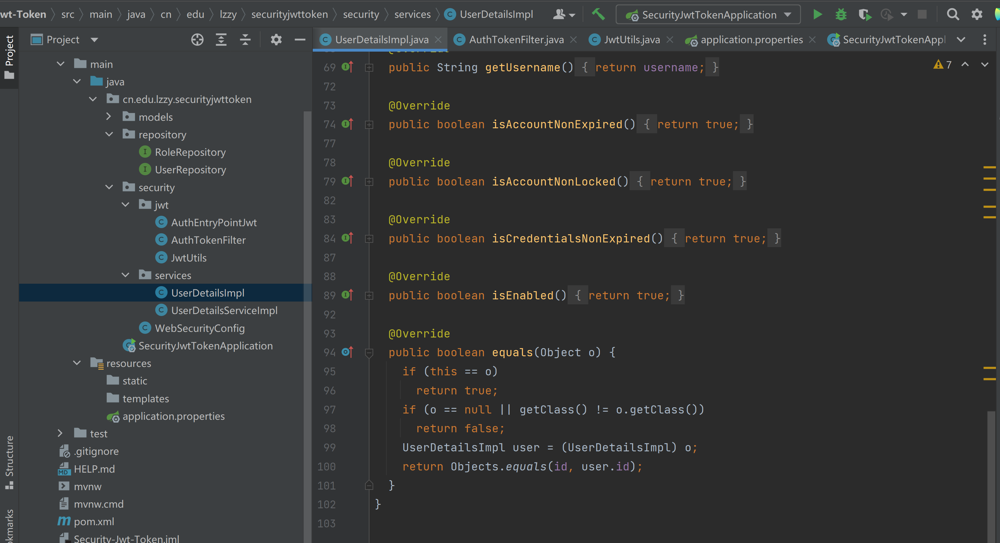 wt-Token src main java cn edu lzzy securityjwttoken security services UserDetailsImpl SecurityJwtTokenApplication
Project
Project
UserDetailsImpl.java AuthTokenFilter.java JwtUtils.java application.properties SecurityJwtTokenAppl
main
java
cn.edu.lzzy.securityjwttoken
models
repository
RoleRepository
UserRepository
security
jwt
AuthEntryPointJwt
AuthTokenFilter
JwtUtils
services
UserDetailsImpl
UserDetailsServiceImpl
WebSecurityConfig
SecurityJwtTokenApplication
resources
static
templates
application.properties
test
.gitignore
HELP.md
mvnw
mvnw.cmd
pom.xml
Security-Jwt-Token.iml
Structure
okmarks
7
69 public String getUsername() { return username; }
72
73 @Override
74 public boolean isAccountNonExpired() { return true; }
77
78 @Override
79 public boolean isAccountNonLocked() { return true; }
82
83 @Override
84 public boolean isCredentialsNonExpired() { return true; }
87
88 @Override
89 public boolean isEnabled() { return true; }
92
93 @Override
94 public boolean equals(Object o) {
95 if (this == o)
96 return true;
97 if (o == null || getClass() != o.getClass())
98 return false;
99 UserDetailsImpl user = (UserDetailsImpl) o;
100 return Objects.equals(id, user.id);
101 }
102 }
103